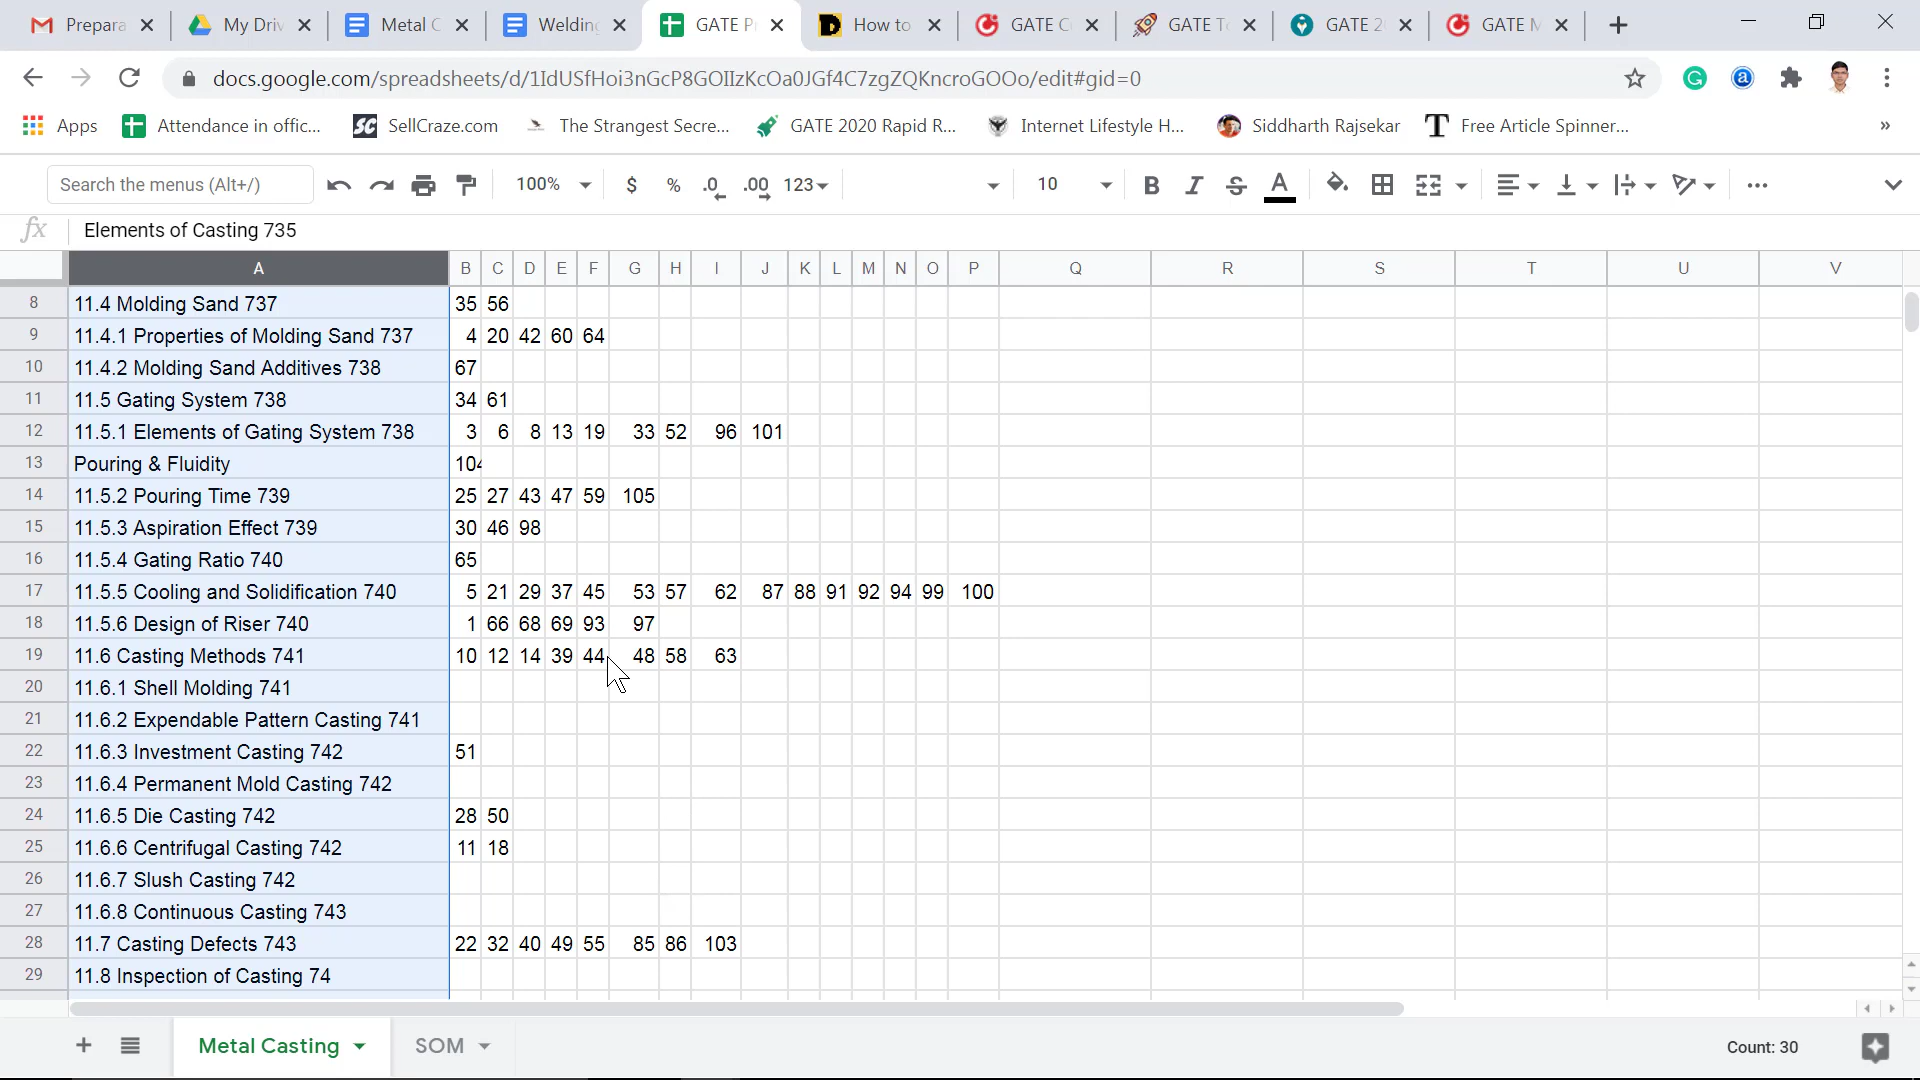 Prepara
My Driv
Metal C
Welding
GATE P
How to
GATE C
GATE To
GATE 2
GATE M
docs.google.com/spreadsheets/d/1IdUSfHoi3nGcP8GOIIzKcOa0JGf4C7zgZQKncroGOOo/edit#gid=0
Apps
Attendance in offic...
SellCraze.com
The Strangest Secre...
GATE 2020 Rapid R...
Internet Lifestyle H...
Siddharth Rajsekar
Free Article Spinner...
»
Search the menus (Alt+/) 100% $ % .0 .00 123 10 B I S A
fx Elements of Casting 735
A B C D E F G H I J K L M N O P Q R S T U V
8 11.4 Molding Sand 737 35 56
9 11.4.1 Properties of Molding Sand 737 4 20 42 60 64
10 11.4.2 Molding Sand Additives 738 67
11 11.5 Gating System 738 34 61
12 11.5.1 Elements of Gating System 738 3 6 8 13 19 33 52 96 101
13 Pouring & Fluidity 104
14 11.5.2 Pouring Time 739 25 27 43 47 59 105
15 11.5.3 Aspiration Effect 739 30 46 98
16 11.5.4 Gating Ratio 740 65
17 11.5.5 Cooling and Solidification 740 5 21 29 37 45 53 57 62 87 88 91 92 94 99 100
18 11.5.6 Design of Riser 740 1 66 68 69 93 97
19 11.6 Casting Methods 741 10 12 14 39 44 48 58 63
20 11.6.1 Shell Molding 741
21 11.6.2 Expendable Pattern Casting 741
22 11.6.3 Investment Casting 742 51
23 11.6.4 Permanent Mold Casting 742
24 11.6.5 Die Casting 742 28 50
25 11.6.6 Centrifugal Casting 742 11 18
26 11.6.7 Slush Casting 742
27 11.6.8 Continuous Casting 743
28 11.7 Casting Defects 743 22 32 40 49 55 85 86 103
29 11.8 Inspection of Casting 74
Metal Casting SOM Count: 30